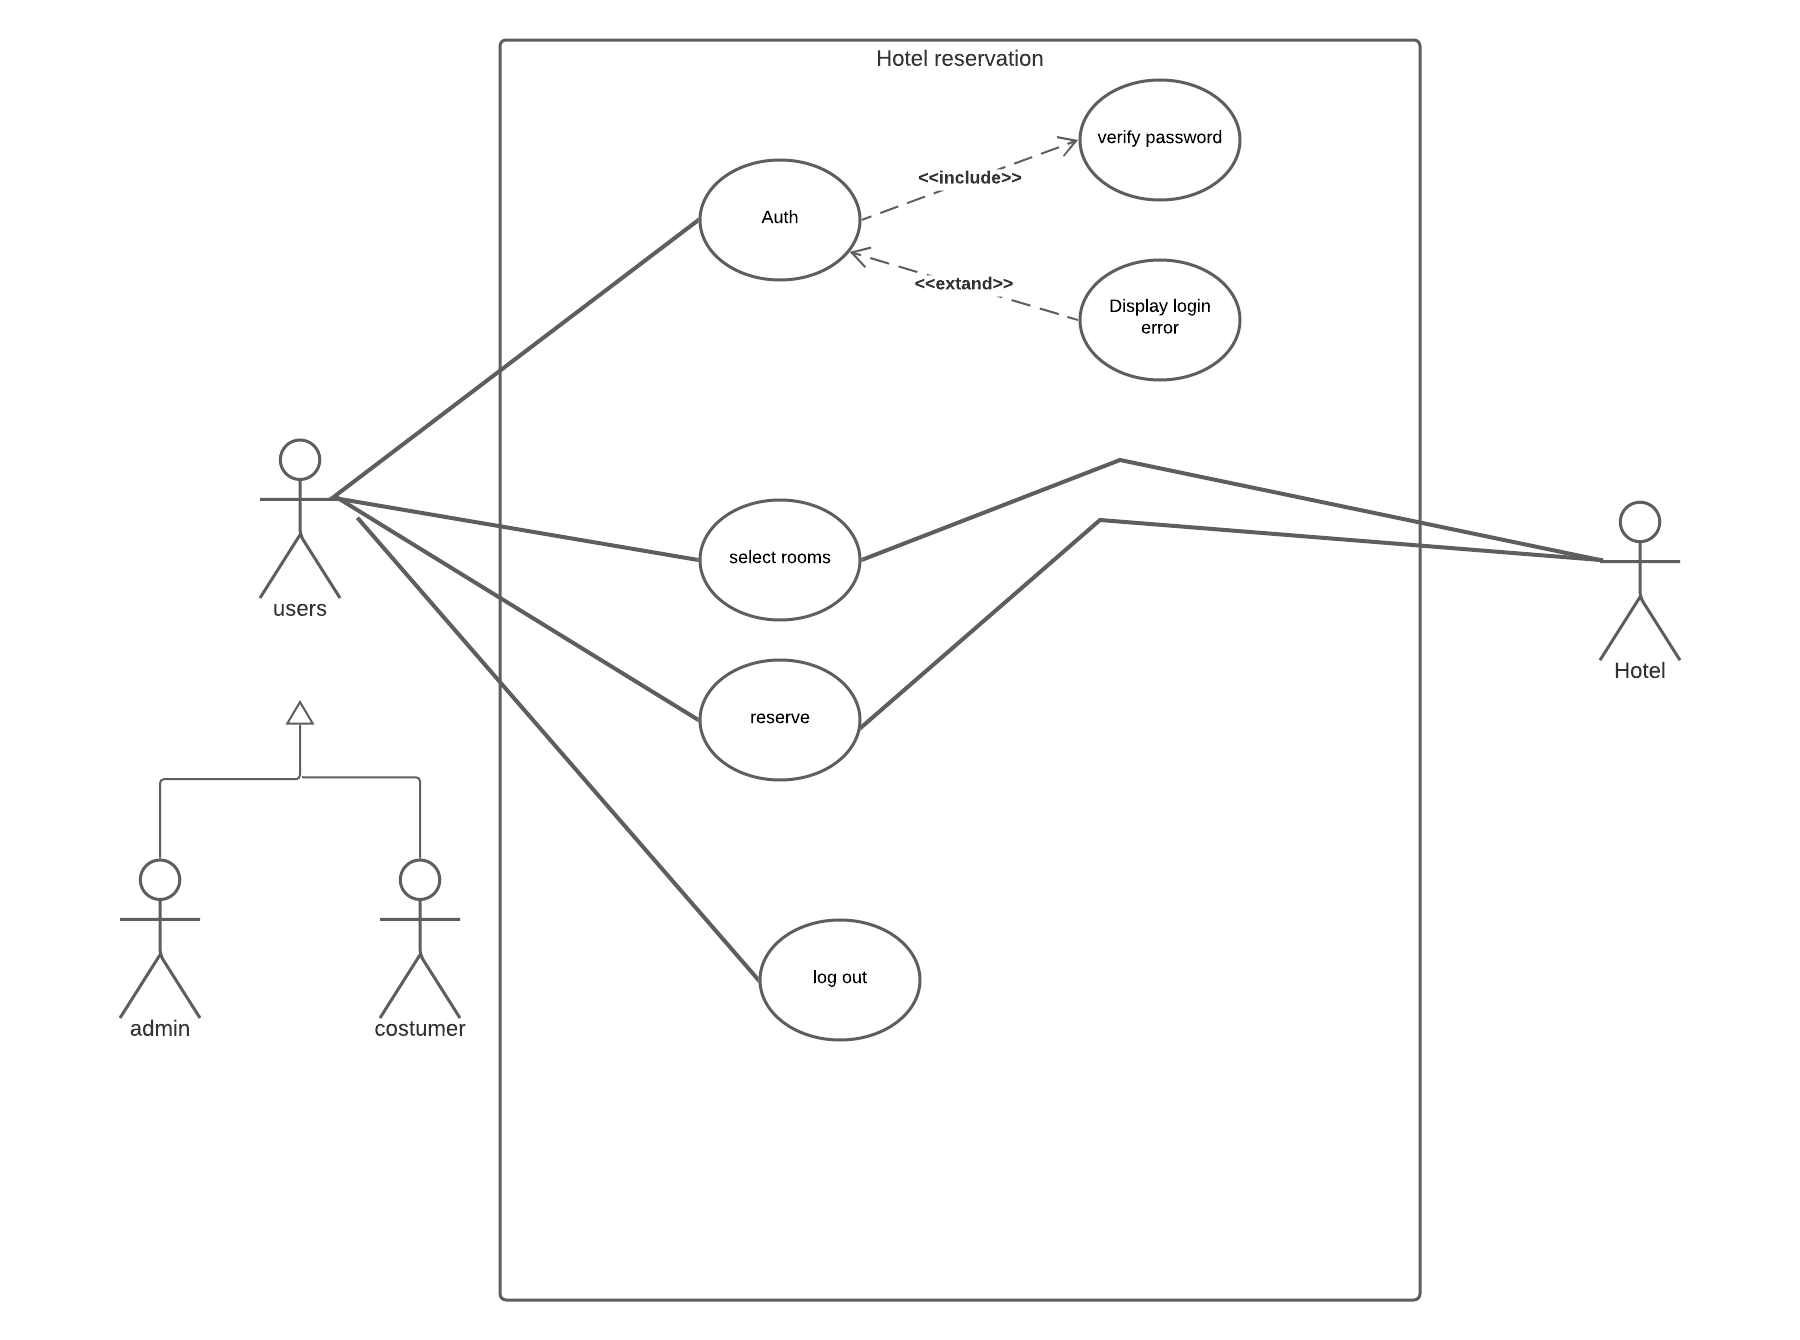 Hotel reservation
verify password
<<include>>
Auth
<<extand>>
Display login
error
select rooms
users
Hotel
reserve
log out
admin
costumer